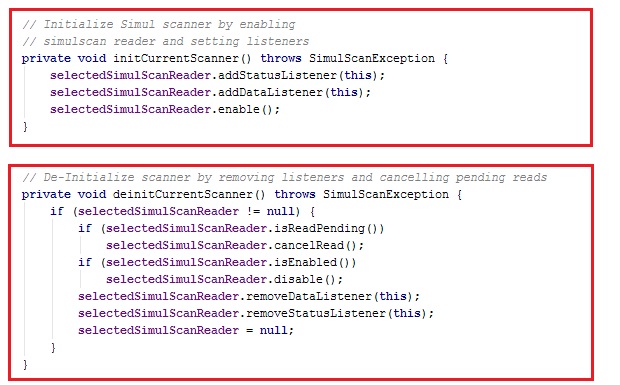 // Initialize Simul scanner by enabling
// simulscan reader and setting listeners
private void initCurrentScanner() throws SimulScanException {
    selectedSimulScanReader.addStatusListener(this);
    selectedSimulScanReader.addDataListener(this);
    selectedSimulScanReader.enable();
}
// De-Initialize scanner by removing listeners and cancelling pending reads
private void deinitCurrentScanner() throws SimulScanException {
    if (selectedSimulScanReader != null) {
        if (selectedSimulScanReader.isReadPending())
            selectedSimulScanReader.cancelRead();
        if (selectedSimulScanReader.isEnabled())
            selectedSimulScanReader.disable();
        selectedSimulScanReader.removeDataListener(this);
        selectedSimulScanReader.removeStatusListener(this);
        selectedSimulScanReader = null;
    }
}